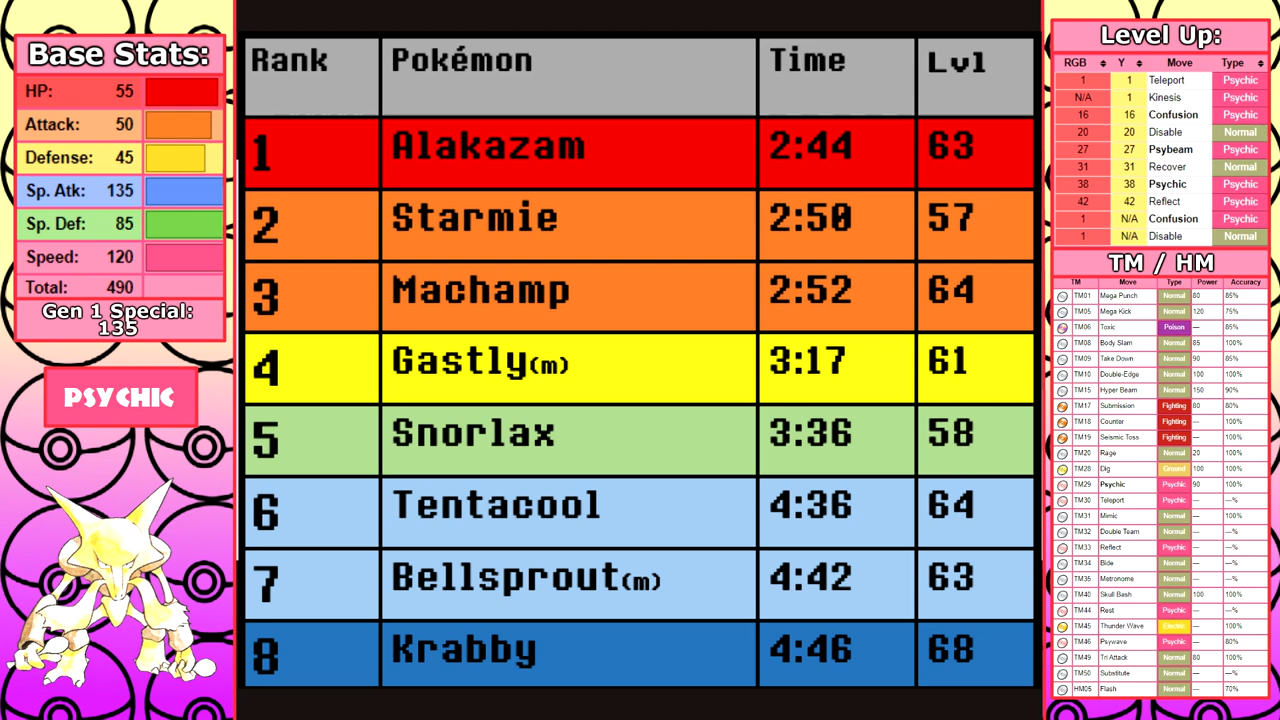 Base Stats:
HP: 55
Attack: 50
Defense: 45
Sp. Atk: 135
Sp. Def: 85
Speed: 120
Total: 490
Gen 1 Special:
135
PSYCHIC
Rank Pokémon Time Lvl
1 Alakazam 2:44 63
2 Starmie 2:50 57
3 Machamp 2:52 64
4 Gastly(m) 3:17 61
5 Snorlax 3:36 58
6 Tentacool 4:36 64
7 Bellsprout(m) 4:42 63
8 Krabby 4:46 68
Level Up:
RGB Y Move Type
1 1 Teleport Psychic
N/A 1 Kinesis Psychic
16 16 Confusion Psychic
20 20 Disable Normal
27 27 Psybeam Psychic
31 31 Recover Normal
38 38 Psychic Psychic
42 42 Reflect Psychic
1 N/A Confusion Psychic
1 N/A Disable Normal
TM / HM
TM Move Type Power Accuracy
TM01 Mega Punch Normal 80 85%
TM05 Mega Kick Normal 120 75%
TM06 Toxic Poison — 85%
TM08 Body Slam Normal 85 100%
TM09 Take Down Normal 90 85%
TM10 Double-Edge Normal 100 100%
TM15 Hyper Beam Normal 150 90%
TM17 Submission Fighting 80 80%
TM18 Counter Fighting — 100%
TM19 Seismic Toss Fighting — 100%
TM20 Rage Normal 20 100%
TM28 Dig Ground 100 100%
TM29 Psychic Psychic 90 100%
TM30 Teleport Psychic — —%
TM31 Mimic Normal — 100%
TM32 Double Team Normal — —%
TM33 Reflect Psychic — —%
TM34 Bide Normal — —%
TM35 Metronome Normal — —%
TM40 Skull Bash Normal 100 100%
TM44 Rest Psychic — —%
TM45 Thunder Wave Electric — 100%
TM46 Psywave Psychic — 80%
TM49 Tri Attack Normal 80 100%
TM50 Substitute Normal — —%
HM05 Flash Normal — 70%